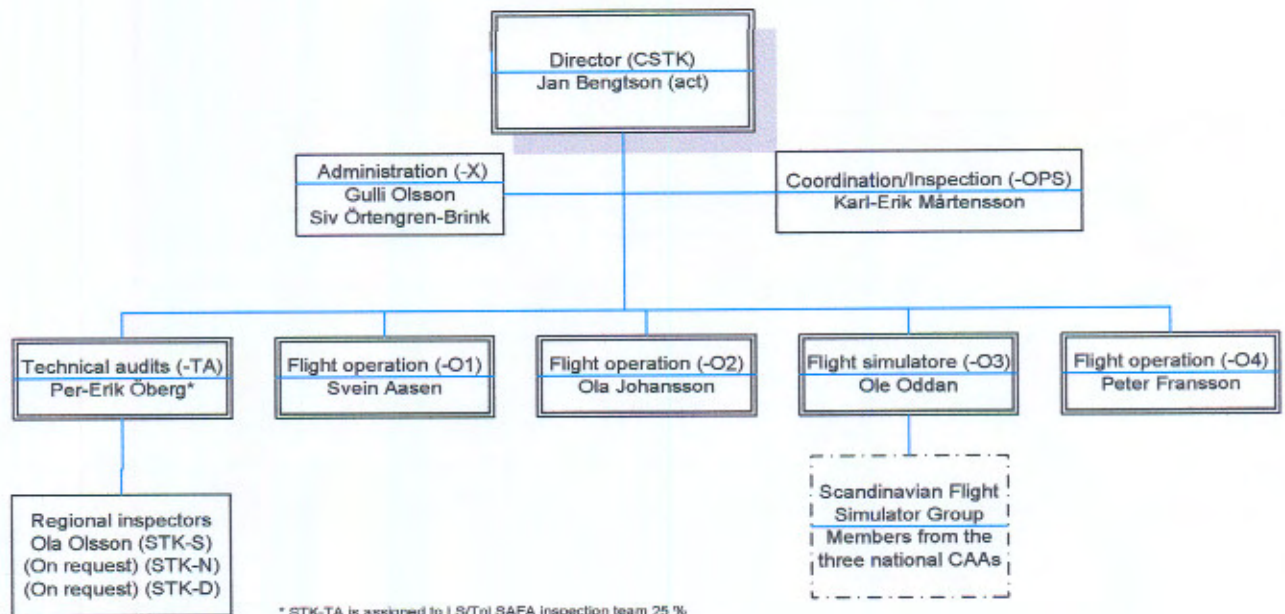 Director (CSTK)
Jan Bengtson (act)
Administration (-X)
Gulli Olsson
Siv Örtengren-Brink
Coordination/Inspection (-OPS)
Karl-Erik Mårtensson
Technical audits (-TA)
Per-Erik Öberg*
Flight operation (-O1)
Svein Aasen
Flight operation (-O2)
Ola Johansson
Flight simulatore (-O3)
Ole Oddan
Flight operation (-O4)
Peter Fransson
Regional inspectors
Ola Olsson (STK-S)
(On request) (STK-N)
(On request) (STK-D)
Scandinavian Flight
Simulator Group
Members from the
three national CAAs
* STK-TA is assigned to LS/Tol SAFA inspection team 25 %